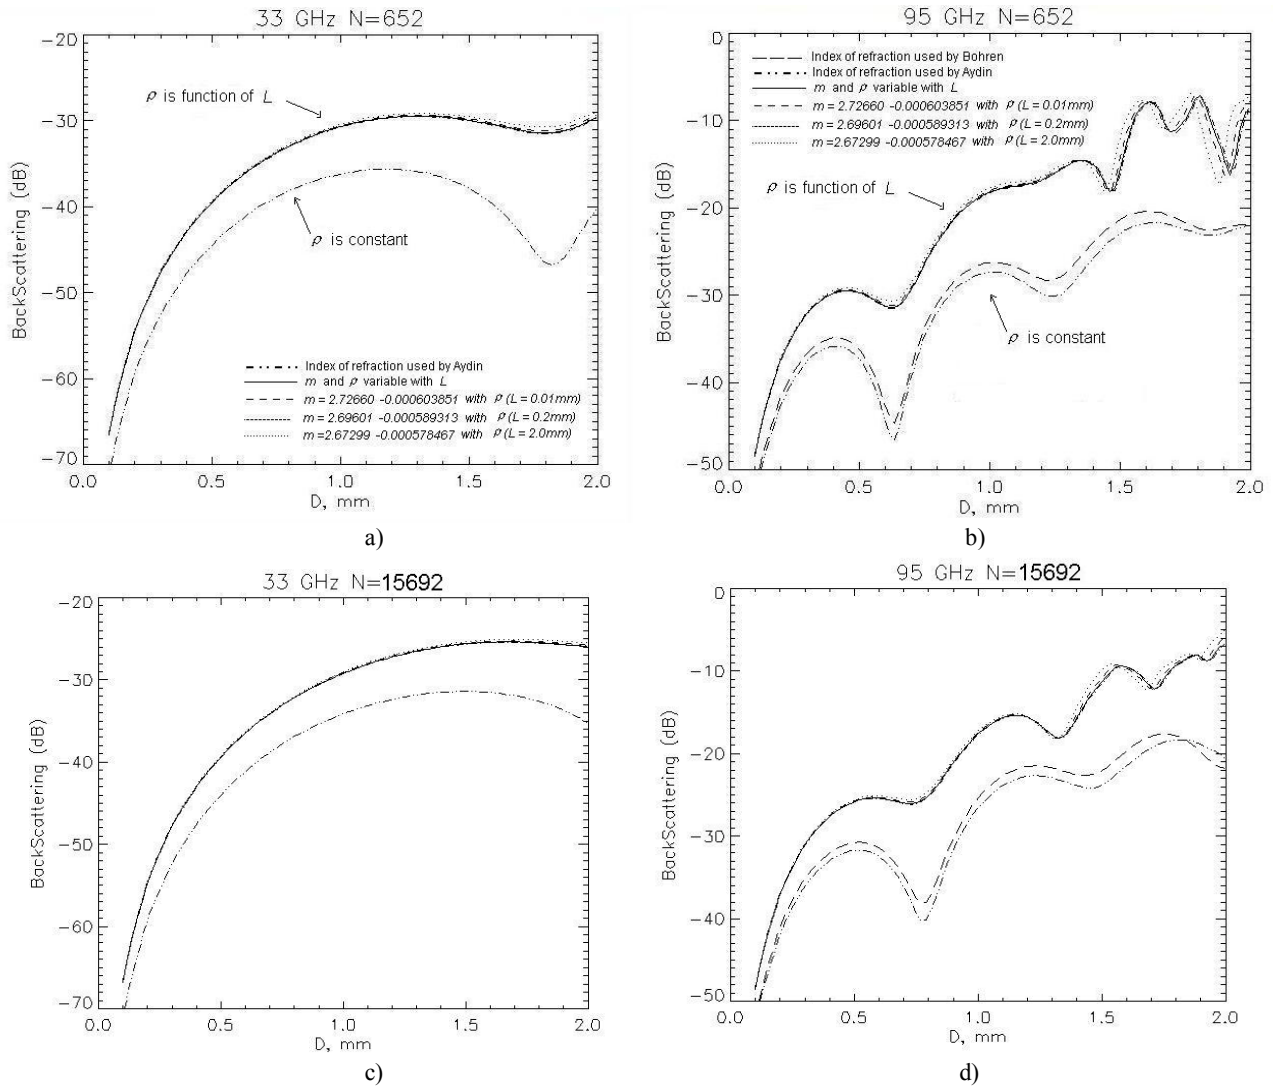 33 GHz N=652
-20
-30
-40
-50
-60
-70
0.0 0.5 1.0 1.5 2.0
BackScattering (dB)
D, mm
ρ is function of L
ρ is constant
Index of refraction used by Aydin
m and ρ variable with L
m = 2.72660 -0.000603851 with ρ (L = 0.01mm)
m = 2.69601 -0.000589313 with ρ (L = 0.2mm)
m =2.67299 -0.000578467 with ρ (L = 2.0mm)
a)
95 GHz N=652
0
-10
-20
-30
-40
-50
0.0 0.5 1.0 1.5 2.0
BackScattering (dB)
D, mm
Index of refraction used by Bohren
Index of refraction used by Aydin
m and ρ variable with L
m = 2.72660 -0.000603851 with ρ (L = 0.01mm)
m = 2.69601 -0.000589313 with ρ (L = 0.2mm)
m =2.67299 -0.000578467 with ρ (L = 2.0mm)
ρ is function of L
ρ is constant
b)
33 GHz N=15692
-20
-30
-40
-50
-60
-70
0.0 0.5 1.0 1.5 2.0
BackScattering (dB)
D, mm
c)
95 GHz N=15692
0
-10
-20
-30
-40
-50
0.0 0.5 1.0 1.5 2.0
BackScattering (dB)
D, mm
d)